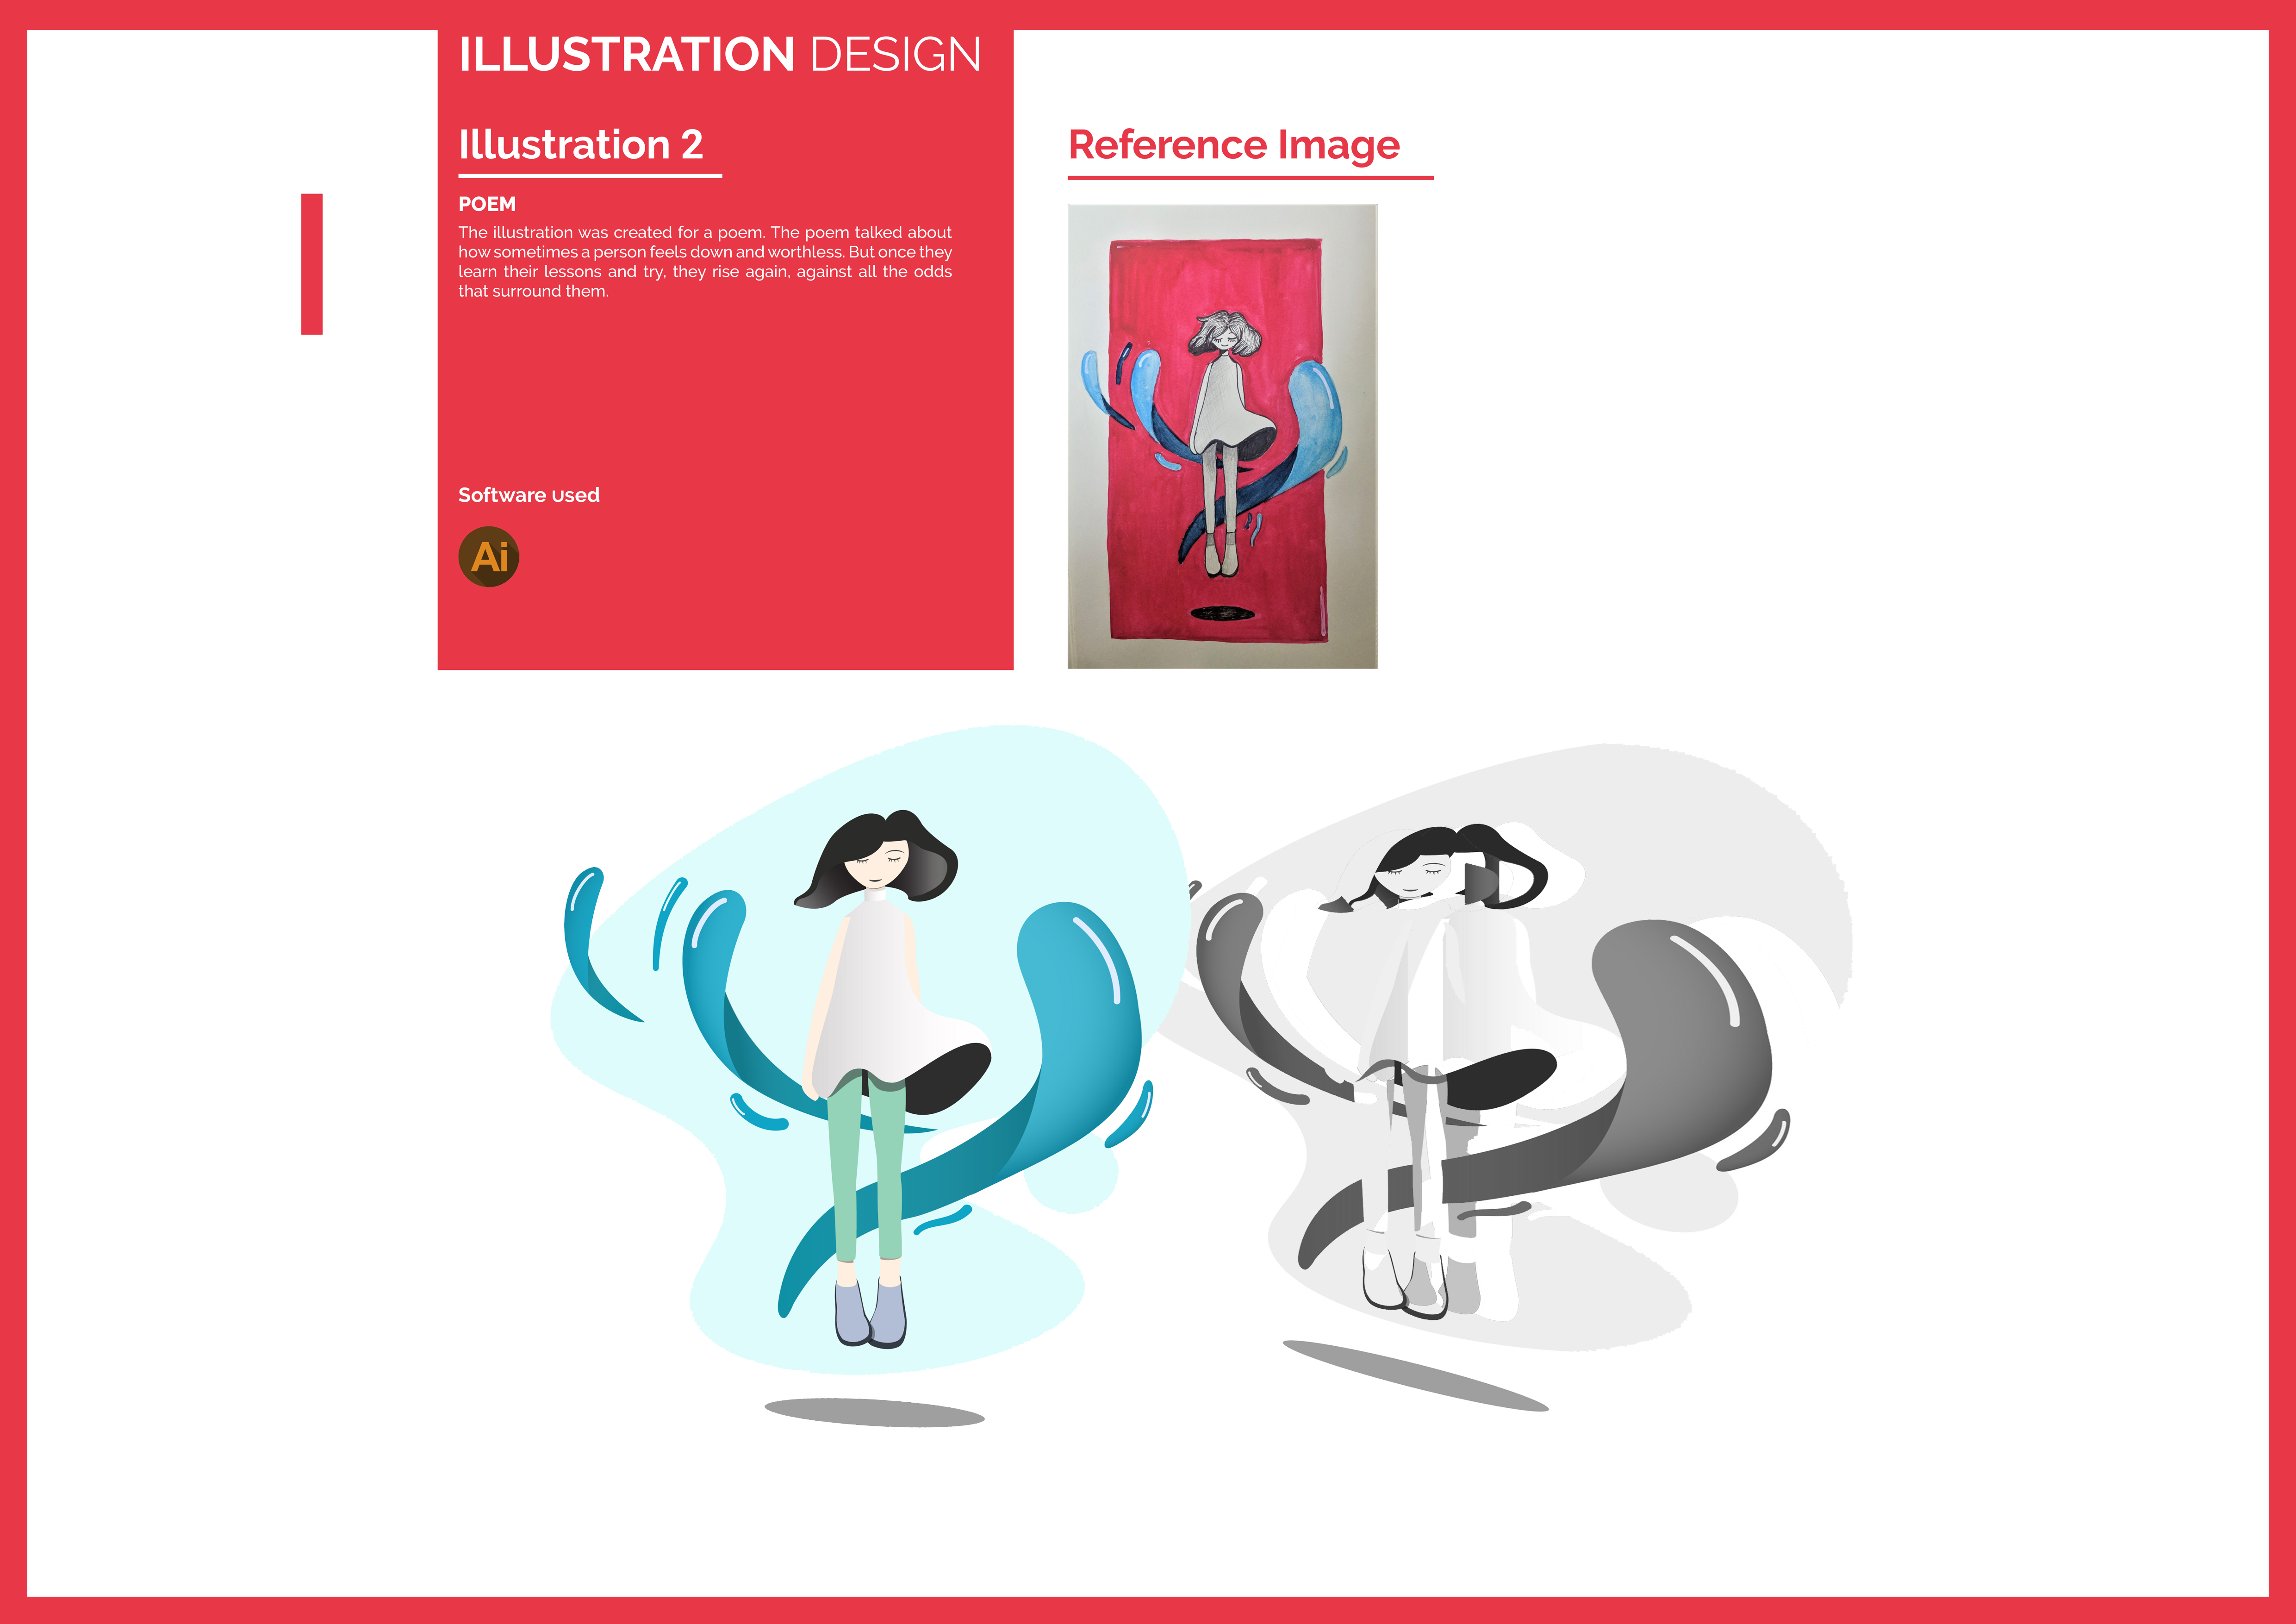 ILLUSTRATION DESIGN
Illustration 2
POEM
The illustration was created for a poem. The poem talked about
how sometimes a person feels down and worthless. But once they
learn their lessons and try, they rise again, against all the odds
that surround them.
Software used
Ai
Reference Image